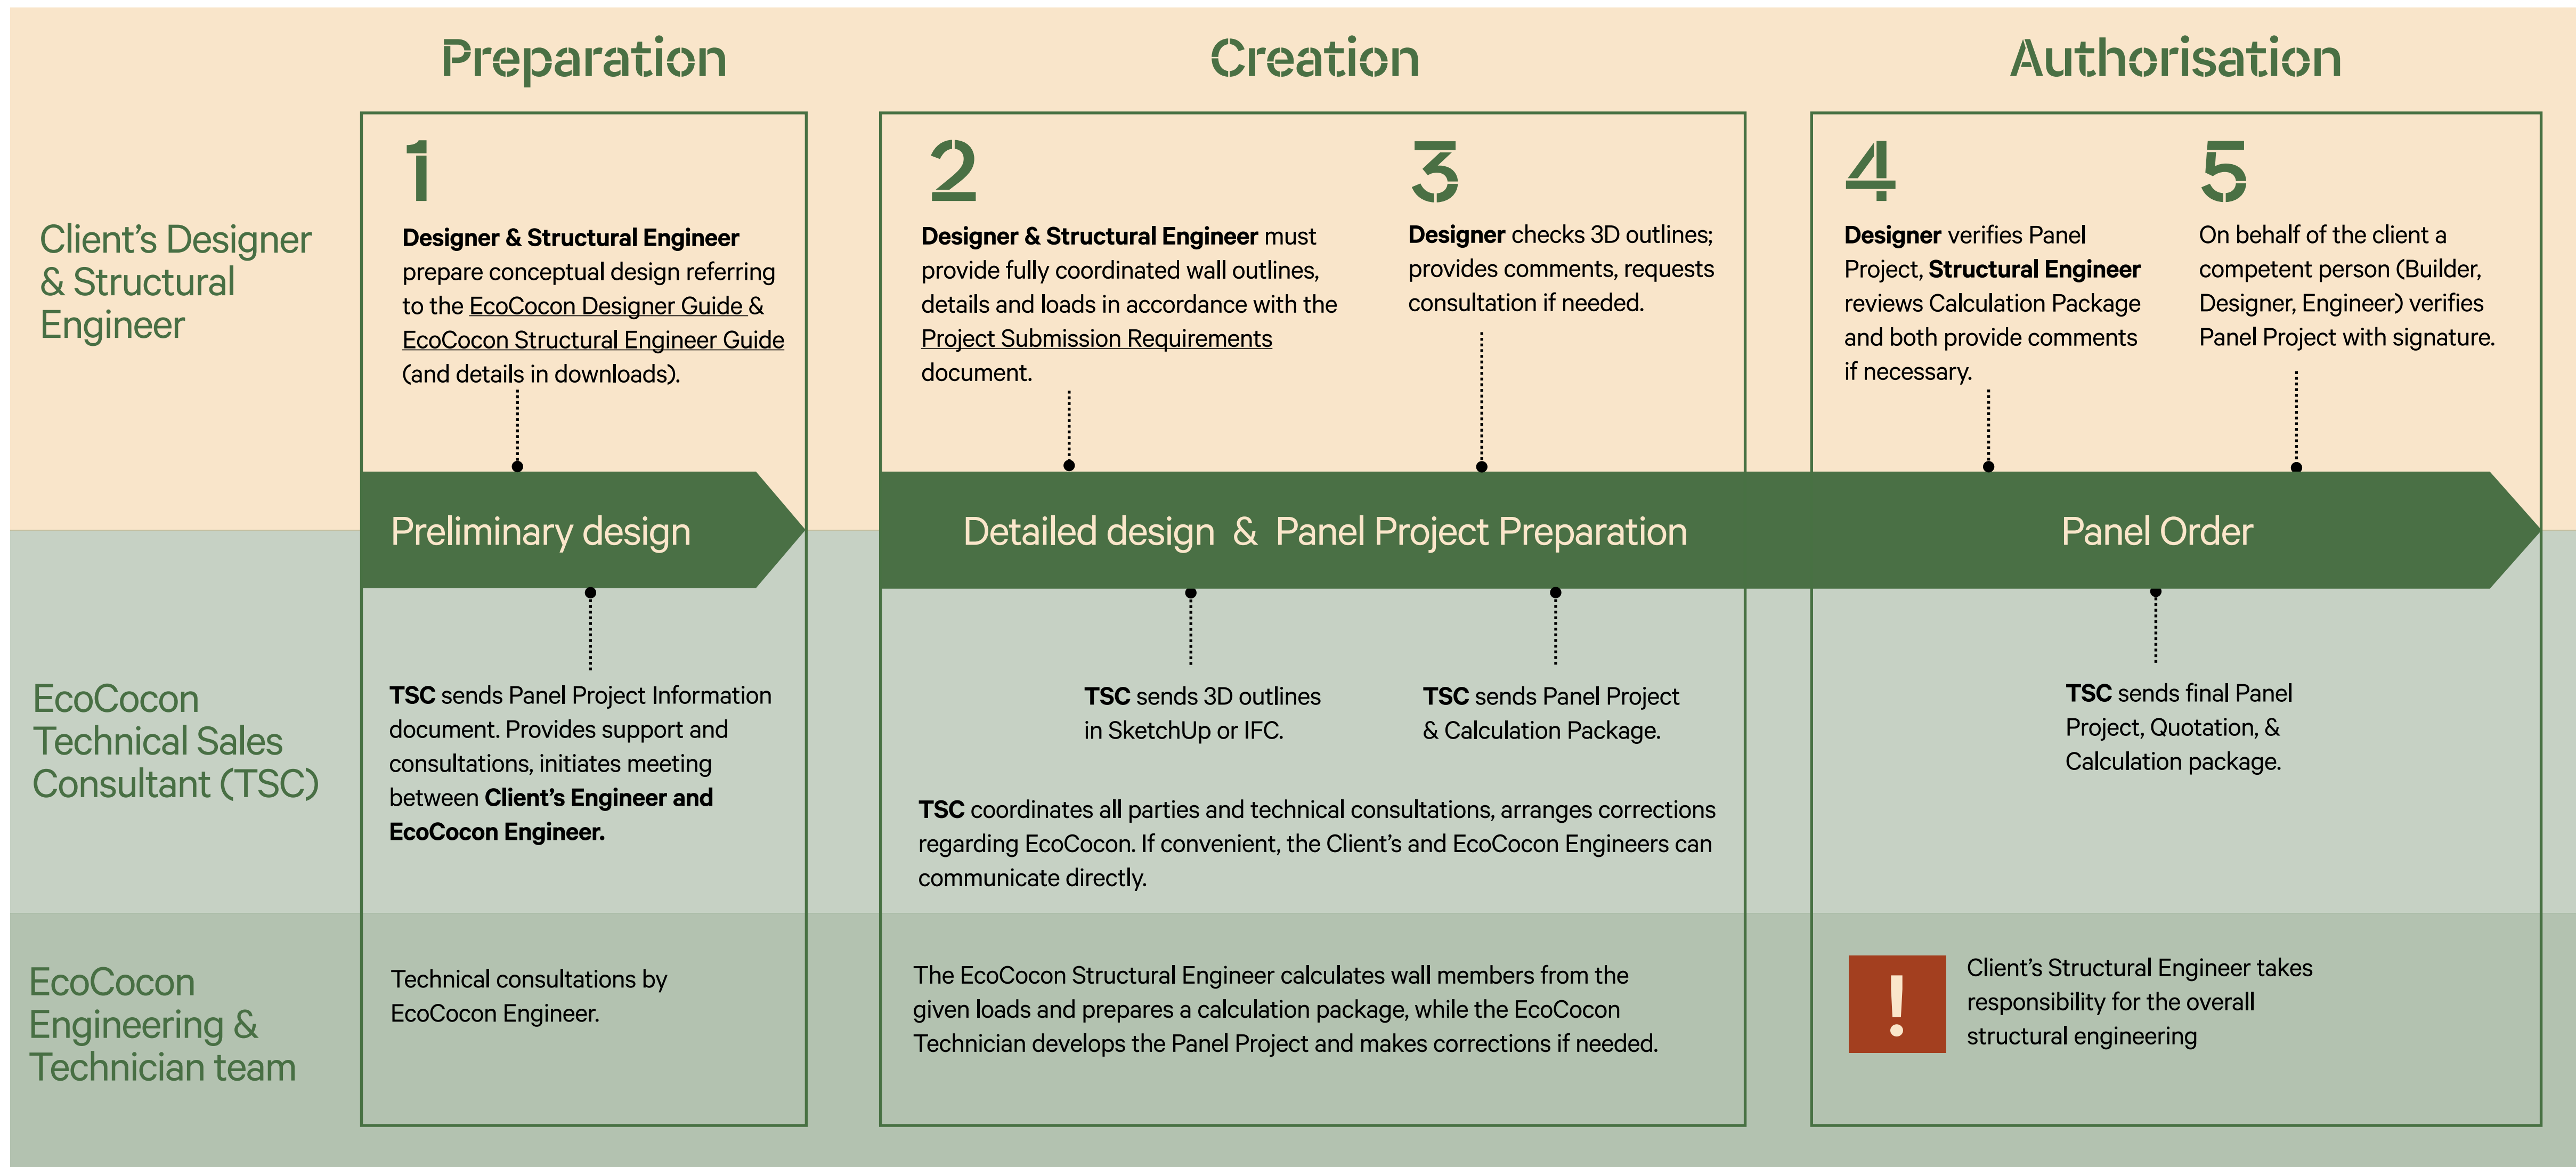 Preparation
Creation
Authorisation
Client’s Designer
& Structural
Engineer
1
Designer & Structural Engineer
prepare conceptual design referring
to the EcoCocon Designer Guide &
EcoCocon Structural Engineer Guide
(and details in downloads).
2
Designer & Structural Engineer must
provide fully coordinated wall outlines,
details and loads in accordance with the
Project Submission Requirements
document.
3
Designer checks 3D outlines;
provides comments, requests
consultation if needed.
4
Designer verifies Panel
Project, Structural Engineer
reviews Calculation Package
and both provide comments
if necessary.
5
On behalf of the client a
competent person (Builder,
Designer, Engineer) verifies
Panel Project with signature.
Preliminary design
Detailed design & Panel Project Preparation
Panel Order
EcoCocon
Technical Sales
Consultant (TSC)
TSC sends Panel Project Information
document. Provides support and
consultations, initiates meeting
between Client’s Engineer and
EcoCocon Engineer.
TSC sends 3D outlines
in SketchUp or IFC.
TSC sends Panel Project
& Calculation Package.
TSC coordinates all parties and technical consultations, arranges corrections
regarding EcoCocon. If convenient, the Client’s and EcoCocon Engineers can
communicate directly.
TSC sends final Panel
Project, Quotation, &
Calculation package.
EcoCocon
Engineering &
Technician team
Technical consultations by
EcoCocon Engineer.
The EcoCocon Structural Engineer calculates wall members from the
given loads and prepares a calculation package, while the EcoCocon
Technician develops the Panel Project and makes corrections if needed.
!
Client’s Structural Engineer takes
responsibility for the overall
structural engineering